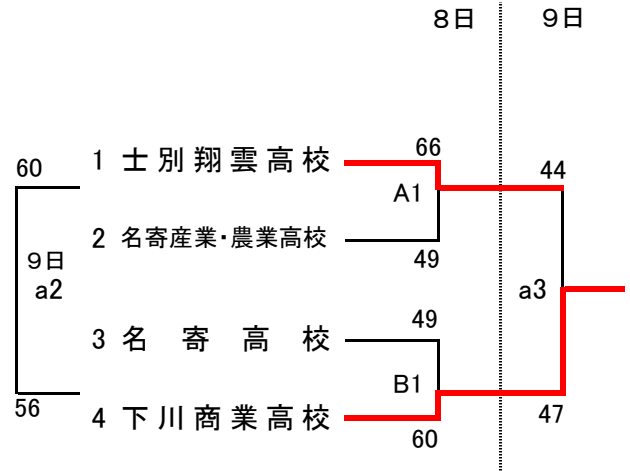 8日 9日
66
60 1 士別翔雲高校 44
A1
2 名寄産業・農業高校
9日 49
a2 a3
49
3 名寄高校
B1
56 4 下川商業高校 47
60